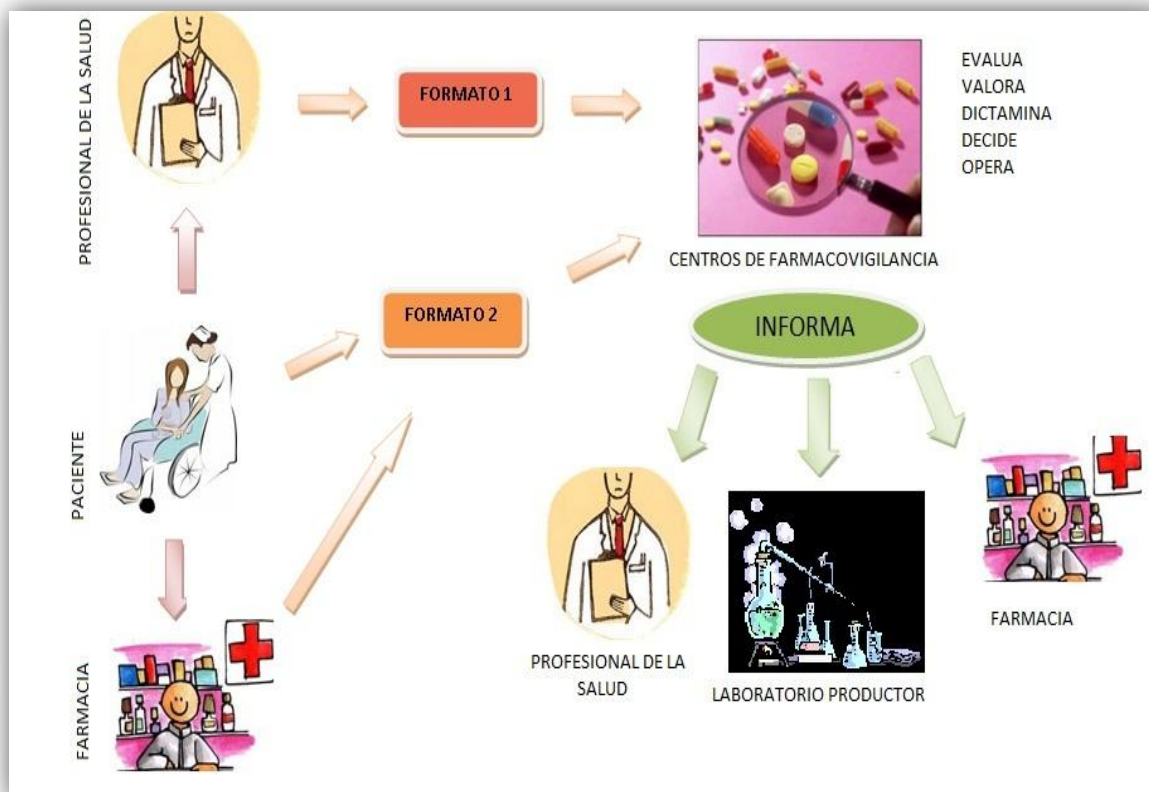 PROFESIONAL DE LA SALUD
FORMATO 1
EVALUA
VALORA
DICTAMINA
DECIDE
OPERA
CENTROS DE FARMACOVIGILANCIA
PACIENTE
FORMATO 2
INFORMA
FARMACIA
PROFESIONAL DE LA
SALUD
LABORATORIO PRODUCTOR
FARMACIA